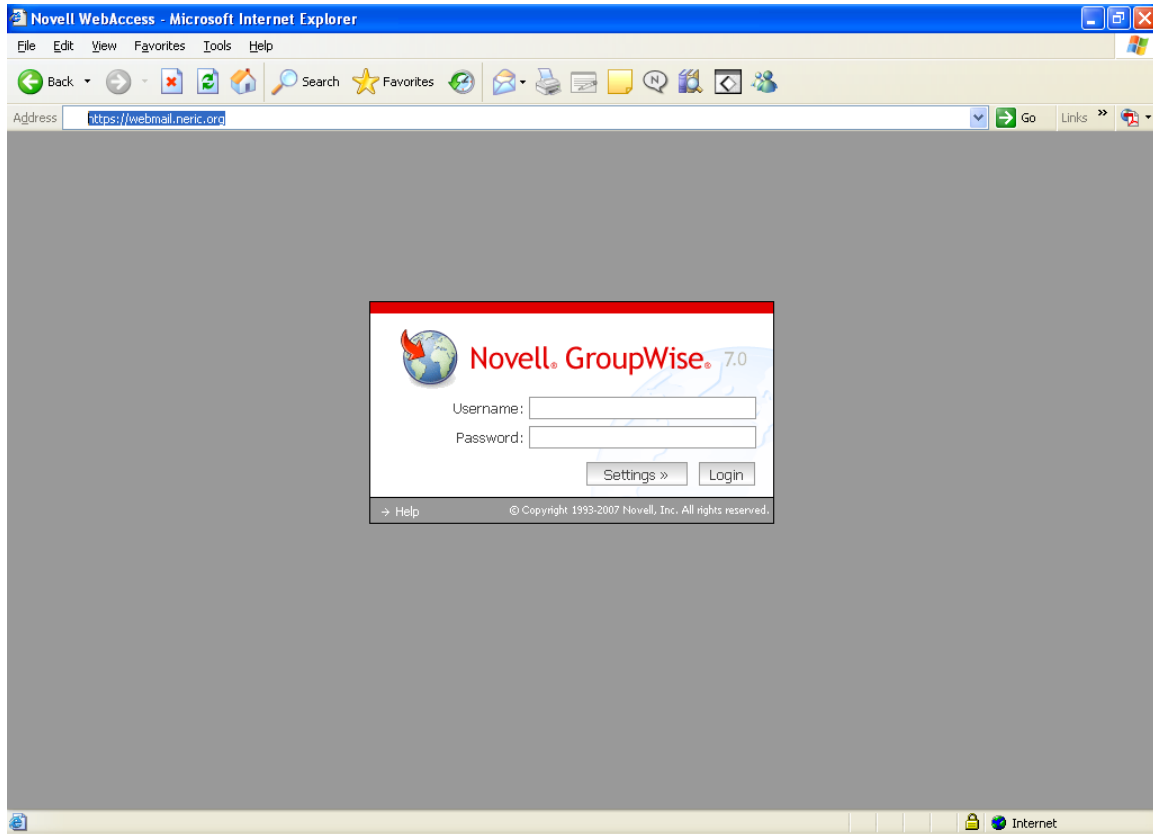 Novell WebAccess - Microsoft Internet Explorer
File Edit View Favorites Tools Help
Back Search Favorites
Address https://webmail.neric.org Go Links »
Novell® GroupWise® 7.0
Username:
Password:
Settings » Login
→ Help © Copyright 1993-2007 Novell, Inc. All rights reserved.
Internet